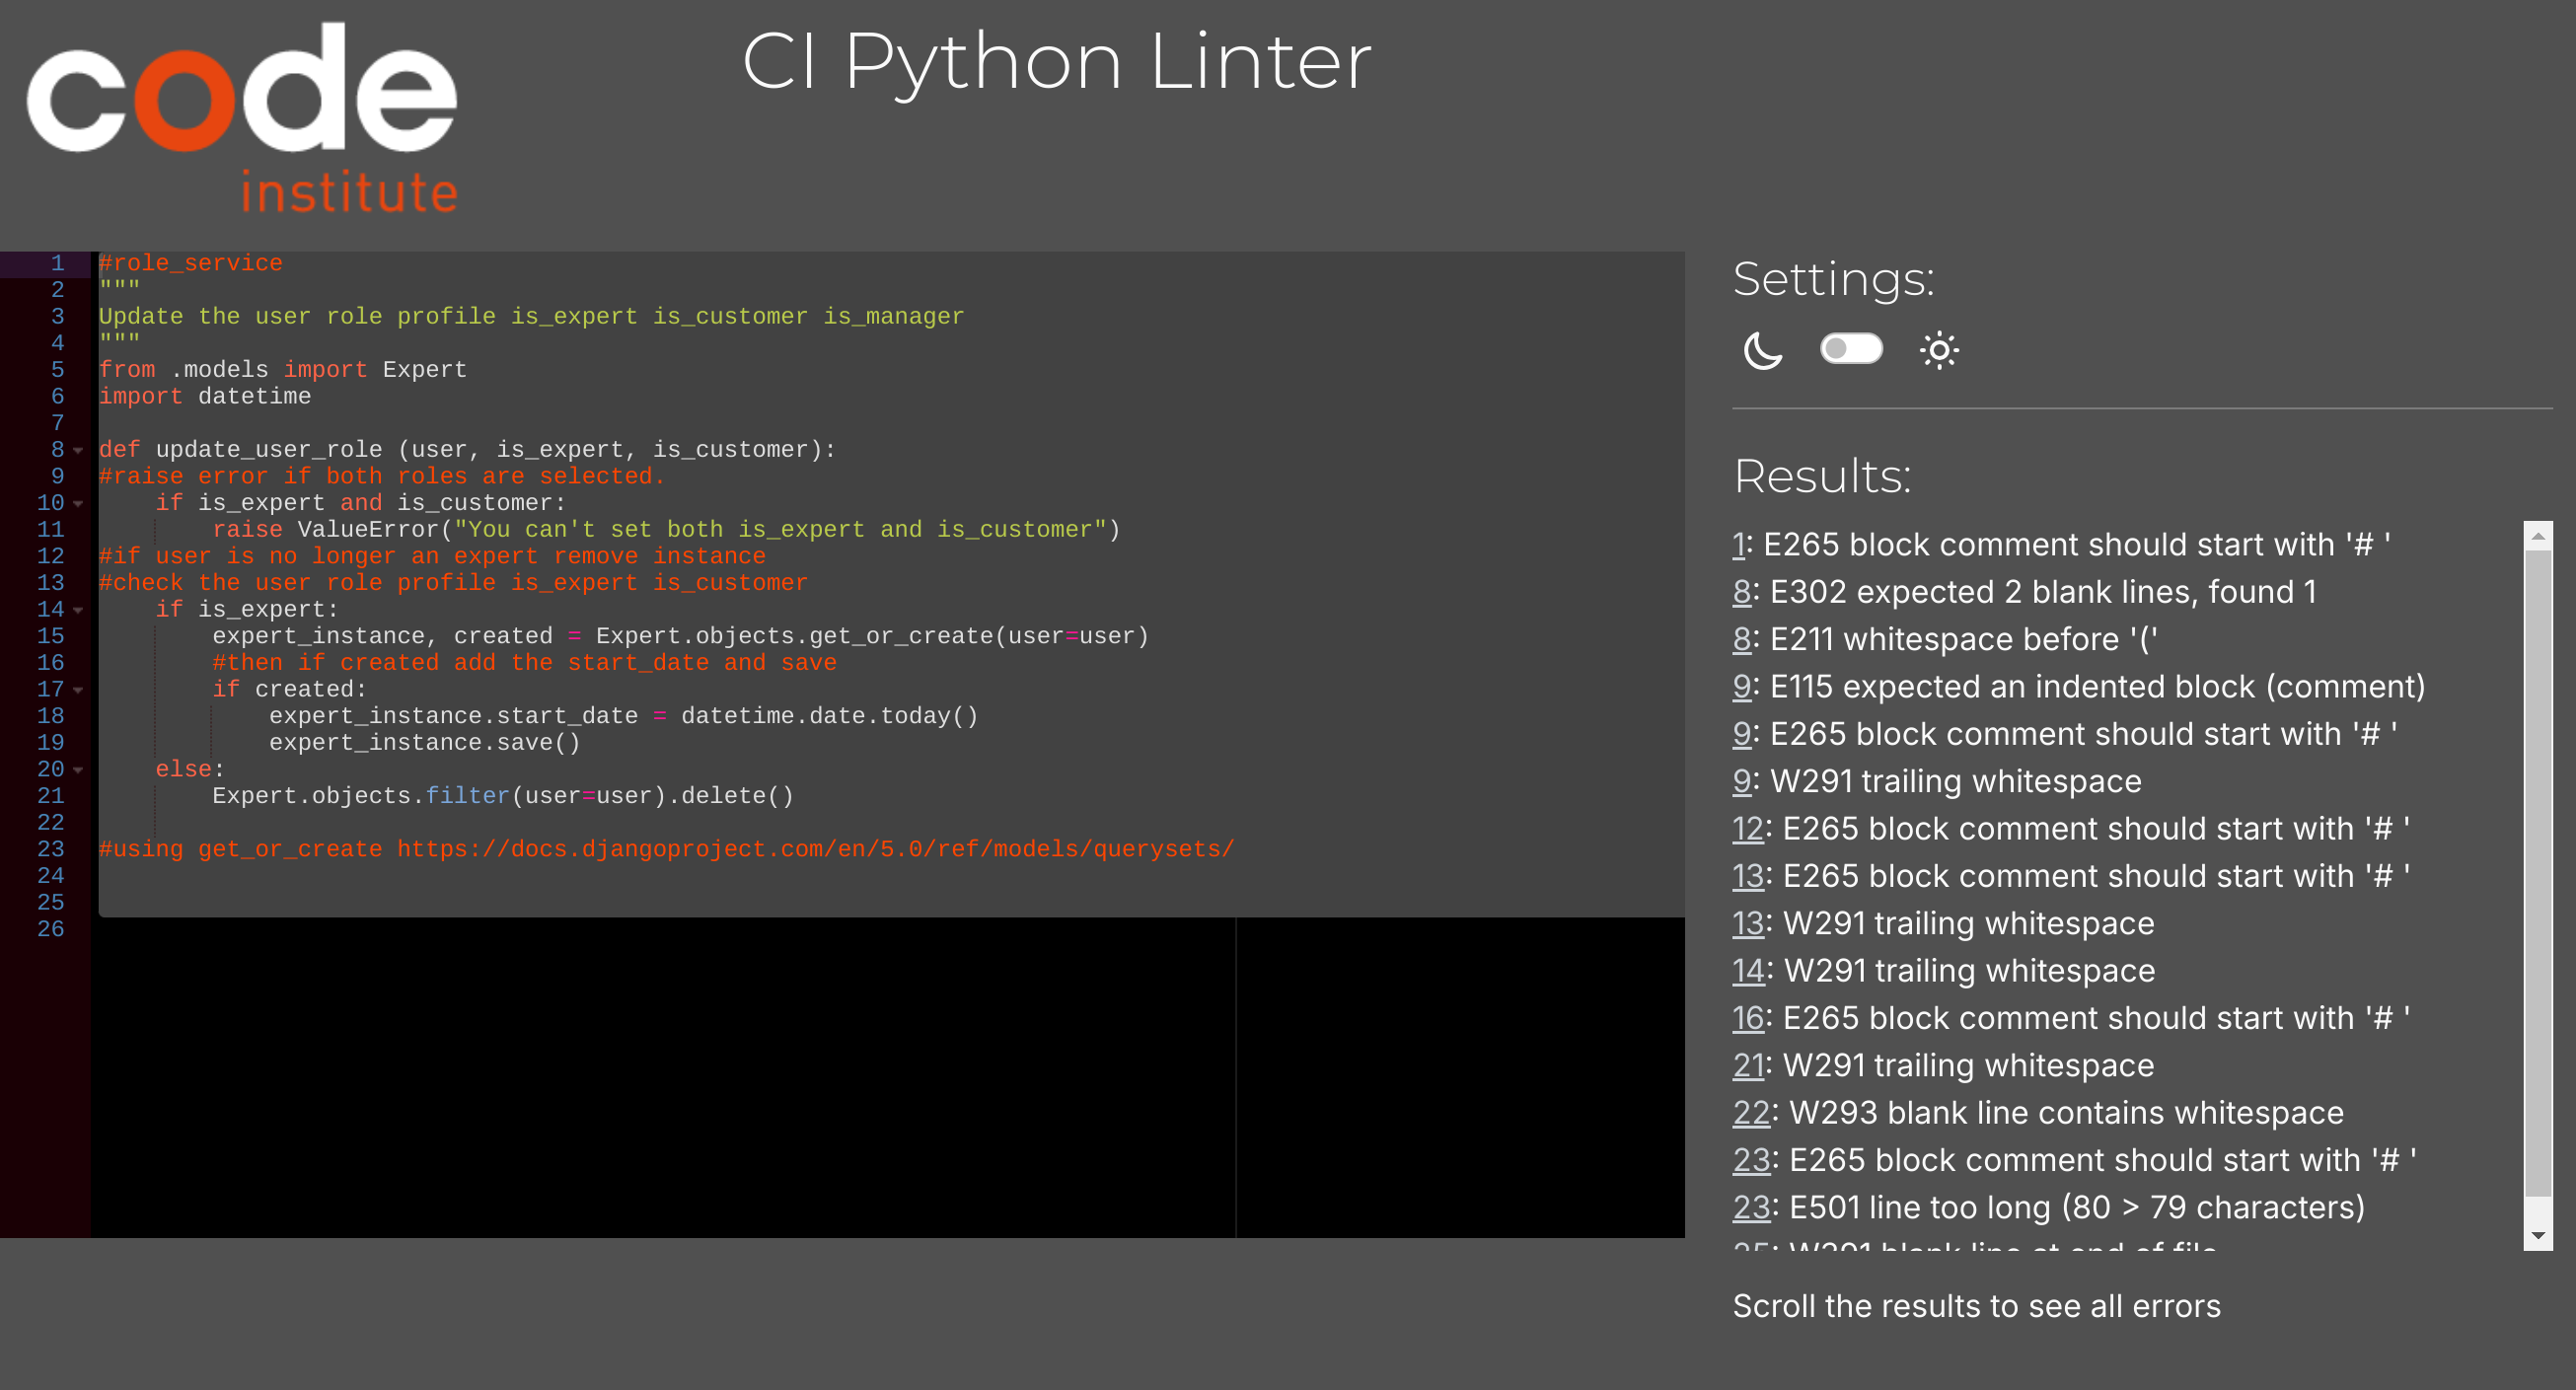 code
institute
CI Python Linter
1 #role_service
2 """
3 Update the user role profile is_expert is_customer is_manager
4 """
5 from .models import Expert
6 import datetime
7
8 def update_user_role (user, is_expert, is_customer):
9 #raise error if both roles are selected.
10     if is_expert and is_customer:
11         raise ValueError("You can't set both is_expert and is_customer")
12 #if user is no longer an expert remove instance
13 #check the user role profile is_expert is_customer
14     if is_expert:
15         expert_instance, created = Expert.objects.get_or_create(user=user)
16         #then if created add the start_date and save
17         if created:
18             expert_instance.start_date = datetime.date.today()
19             expert_instance.save()
20     else:
21         Expert.objects.filter(user=user).delete()
22
23 #using get_or_create https://docs.djangoproject.com/en/5.0/ref/models/querysets/
24
25
26
Settings:
Results:
1: E265 block comment should start with '# '
8: E302 expected 2 blank lines, found 1
8: E211 whitespace before '('
9: E115 expected an indented block (comment)
9: E265 block comment should start with '# '
9: W291 trailing whitespace
12: E265 block comment should start with '# '
13: E265 block comment should start with '# '
13: W291 trailing whitespace
14: W291 trailing whitespace
16: E265 block comment should start with '# '
21: W291 trailing whitespace
22: W293 blank line contains whitespace
23: E265 block comment should start with '# '
23: E501 line too long (80 > 79 characters)
25: W391 blank line at end of file
Scroll the results to see all errors